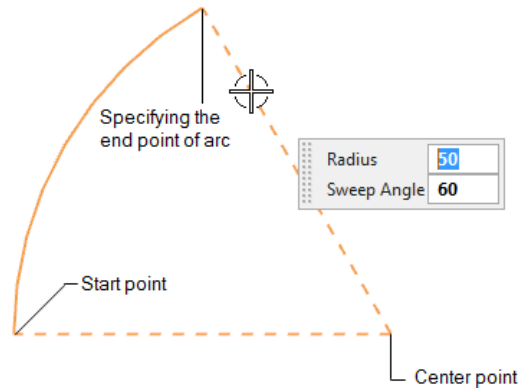 Specifying the
end point of arc
Radius 50
Sweep Angle 60
Start point
Center point